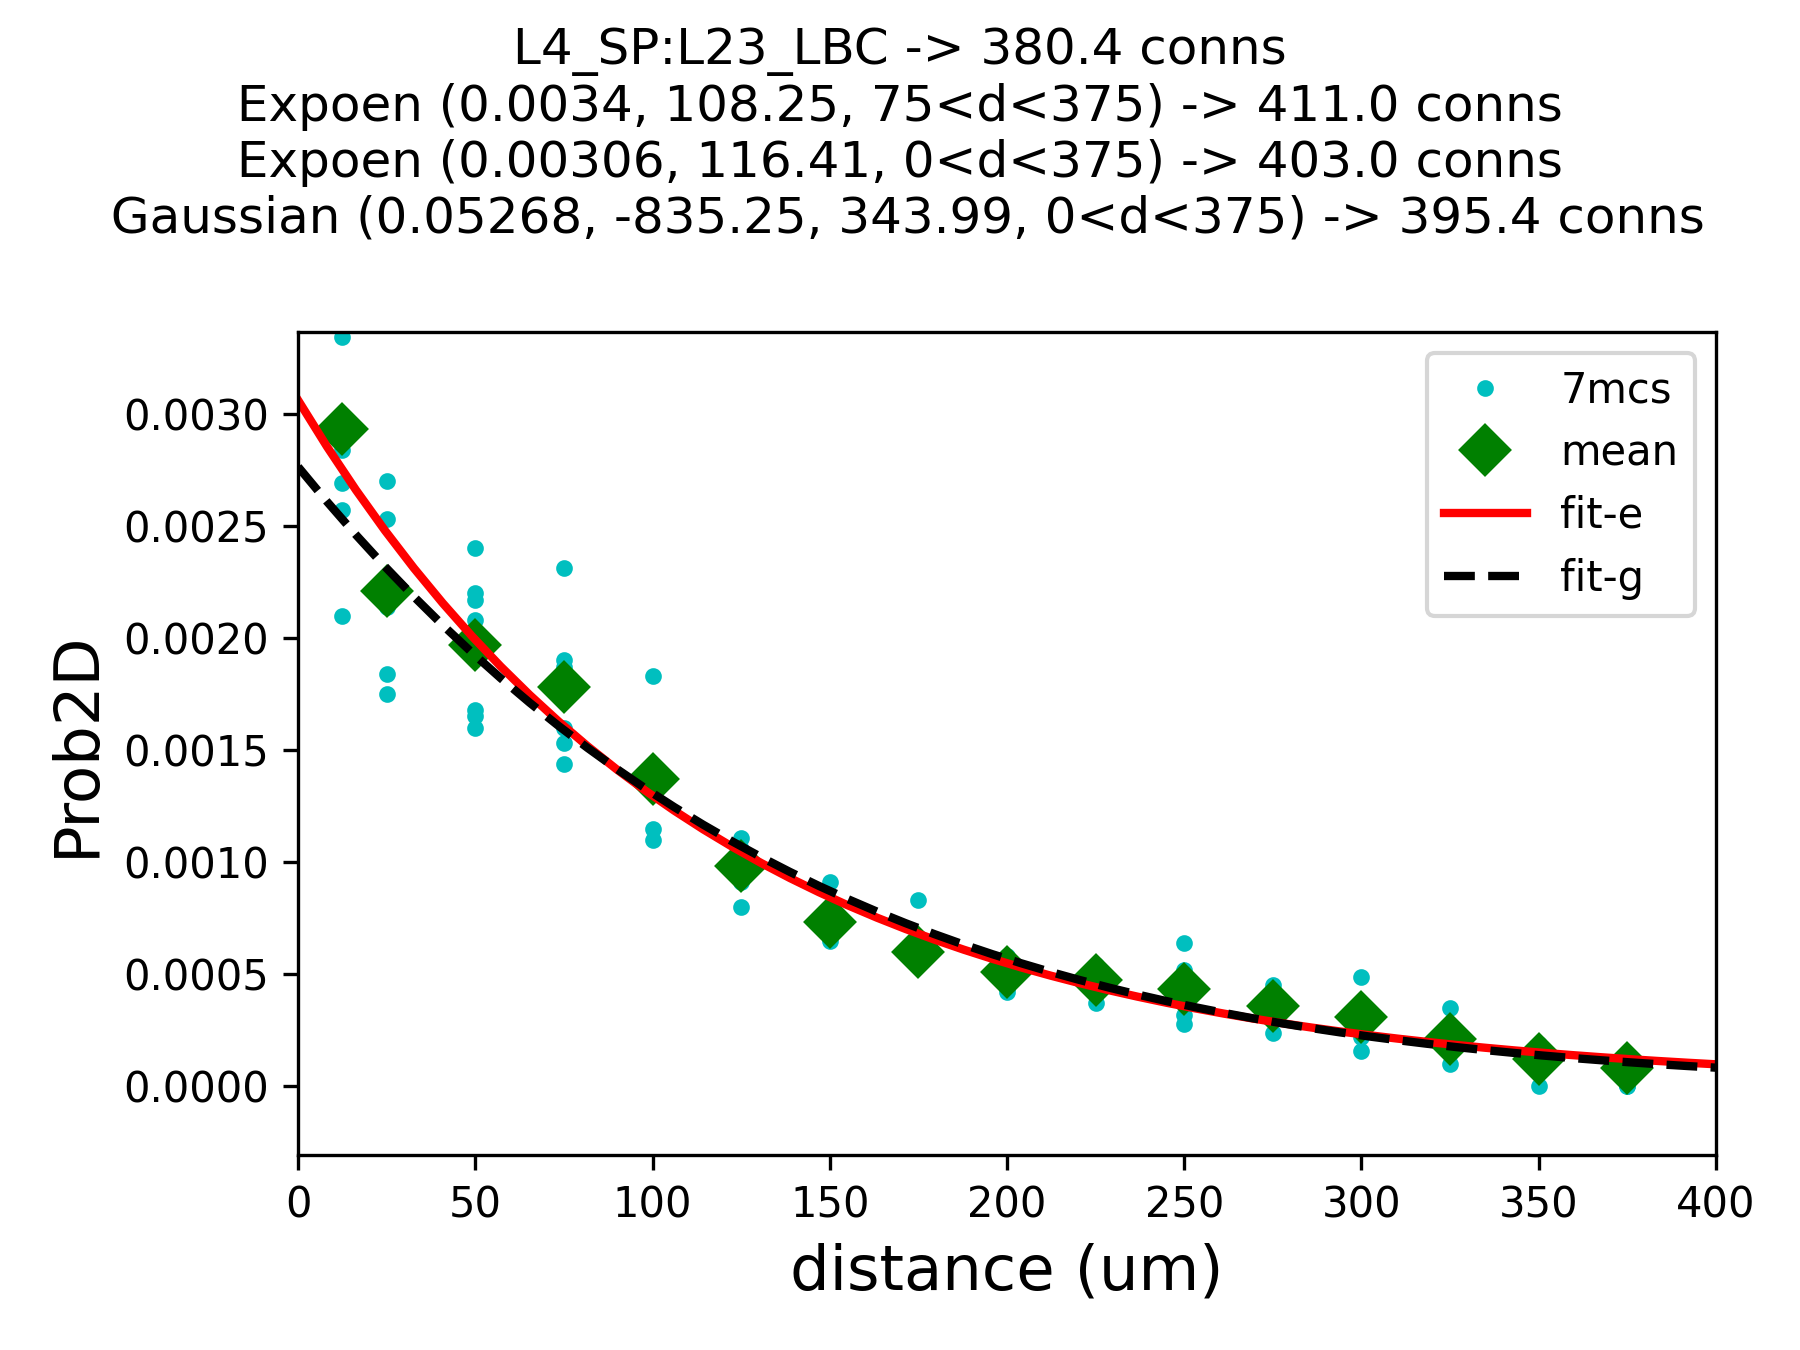 L4_SP:L23_LBC -> 380.4 conns
Expoen (0.0034, 108.25, 75<d<375) -> 411.0 conns
Expoen (0.00306, 116.41, 0<d<375) -> 403.0 conns
Gaussian (0.05268, -835.25, 343.99, 0<d<375) -> 395.4 conns
7mcs
mean
fit-e
fit-g
Prob2D
0.0030
0.0025
0.0020
0.0015
0.0010
0.0005
0.0000
0 50 100 150 200 250 300 350 400
distance (um)